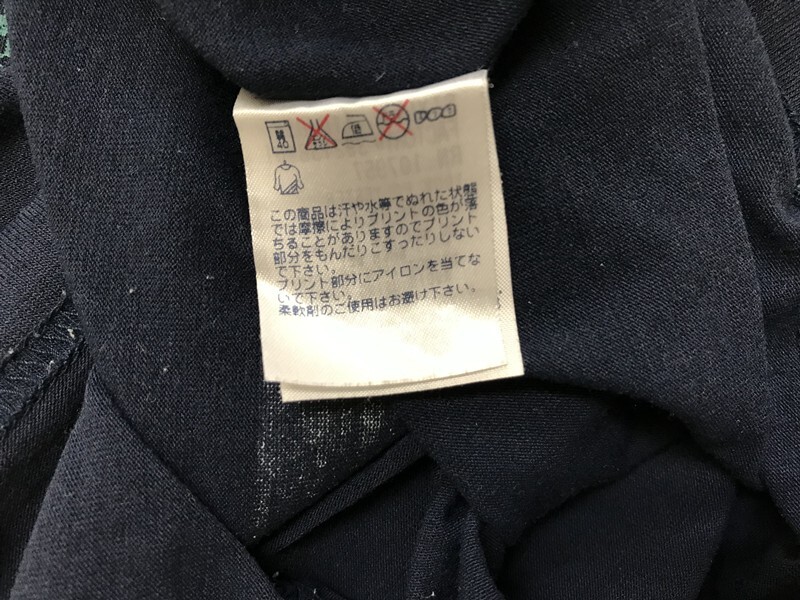 弱
40
低
この商品は汗や水等でぬれた状態
では摩擦によりプリントの色が落
ちることがありますのでプリント
部分をもんだりこすったりしない
で下さい。
プリント部分にアイロンを当てな
いで下さい。
柔軟剤のご使用はお避け下さい。